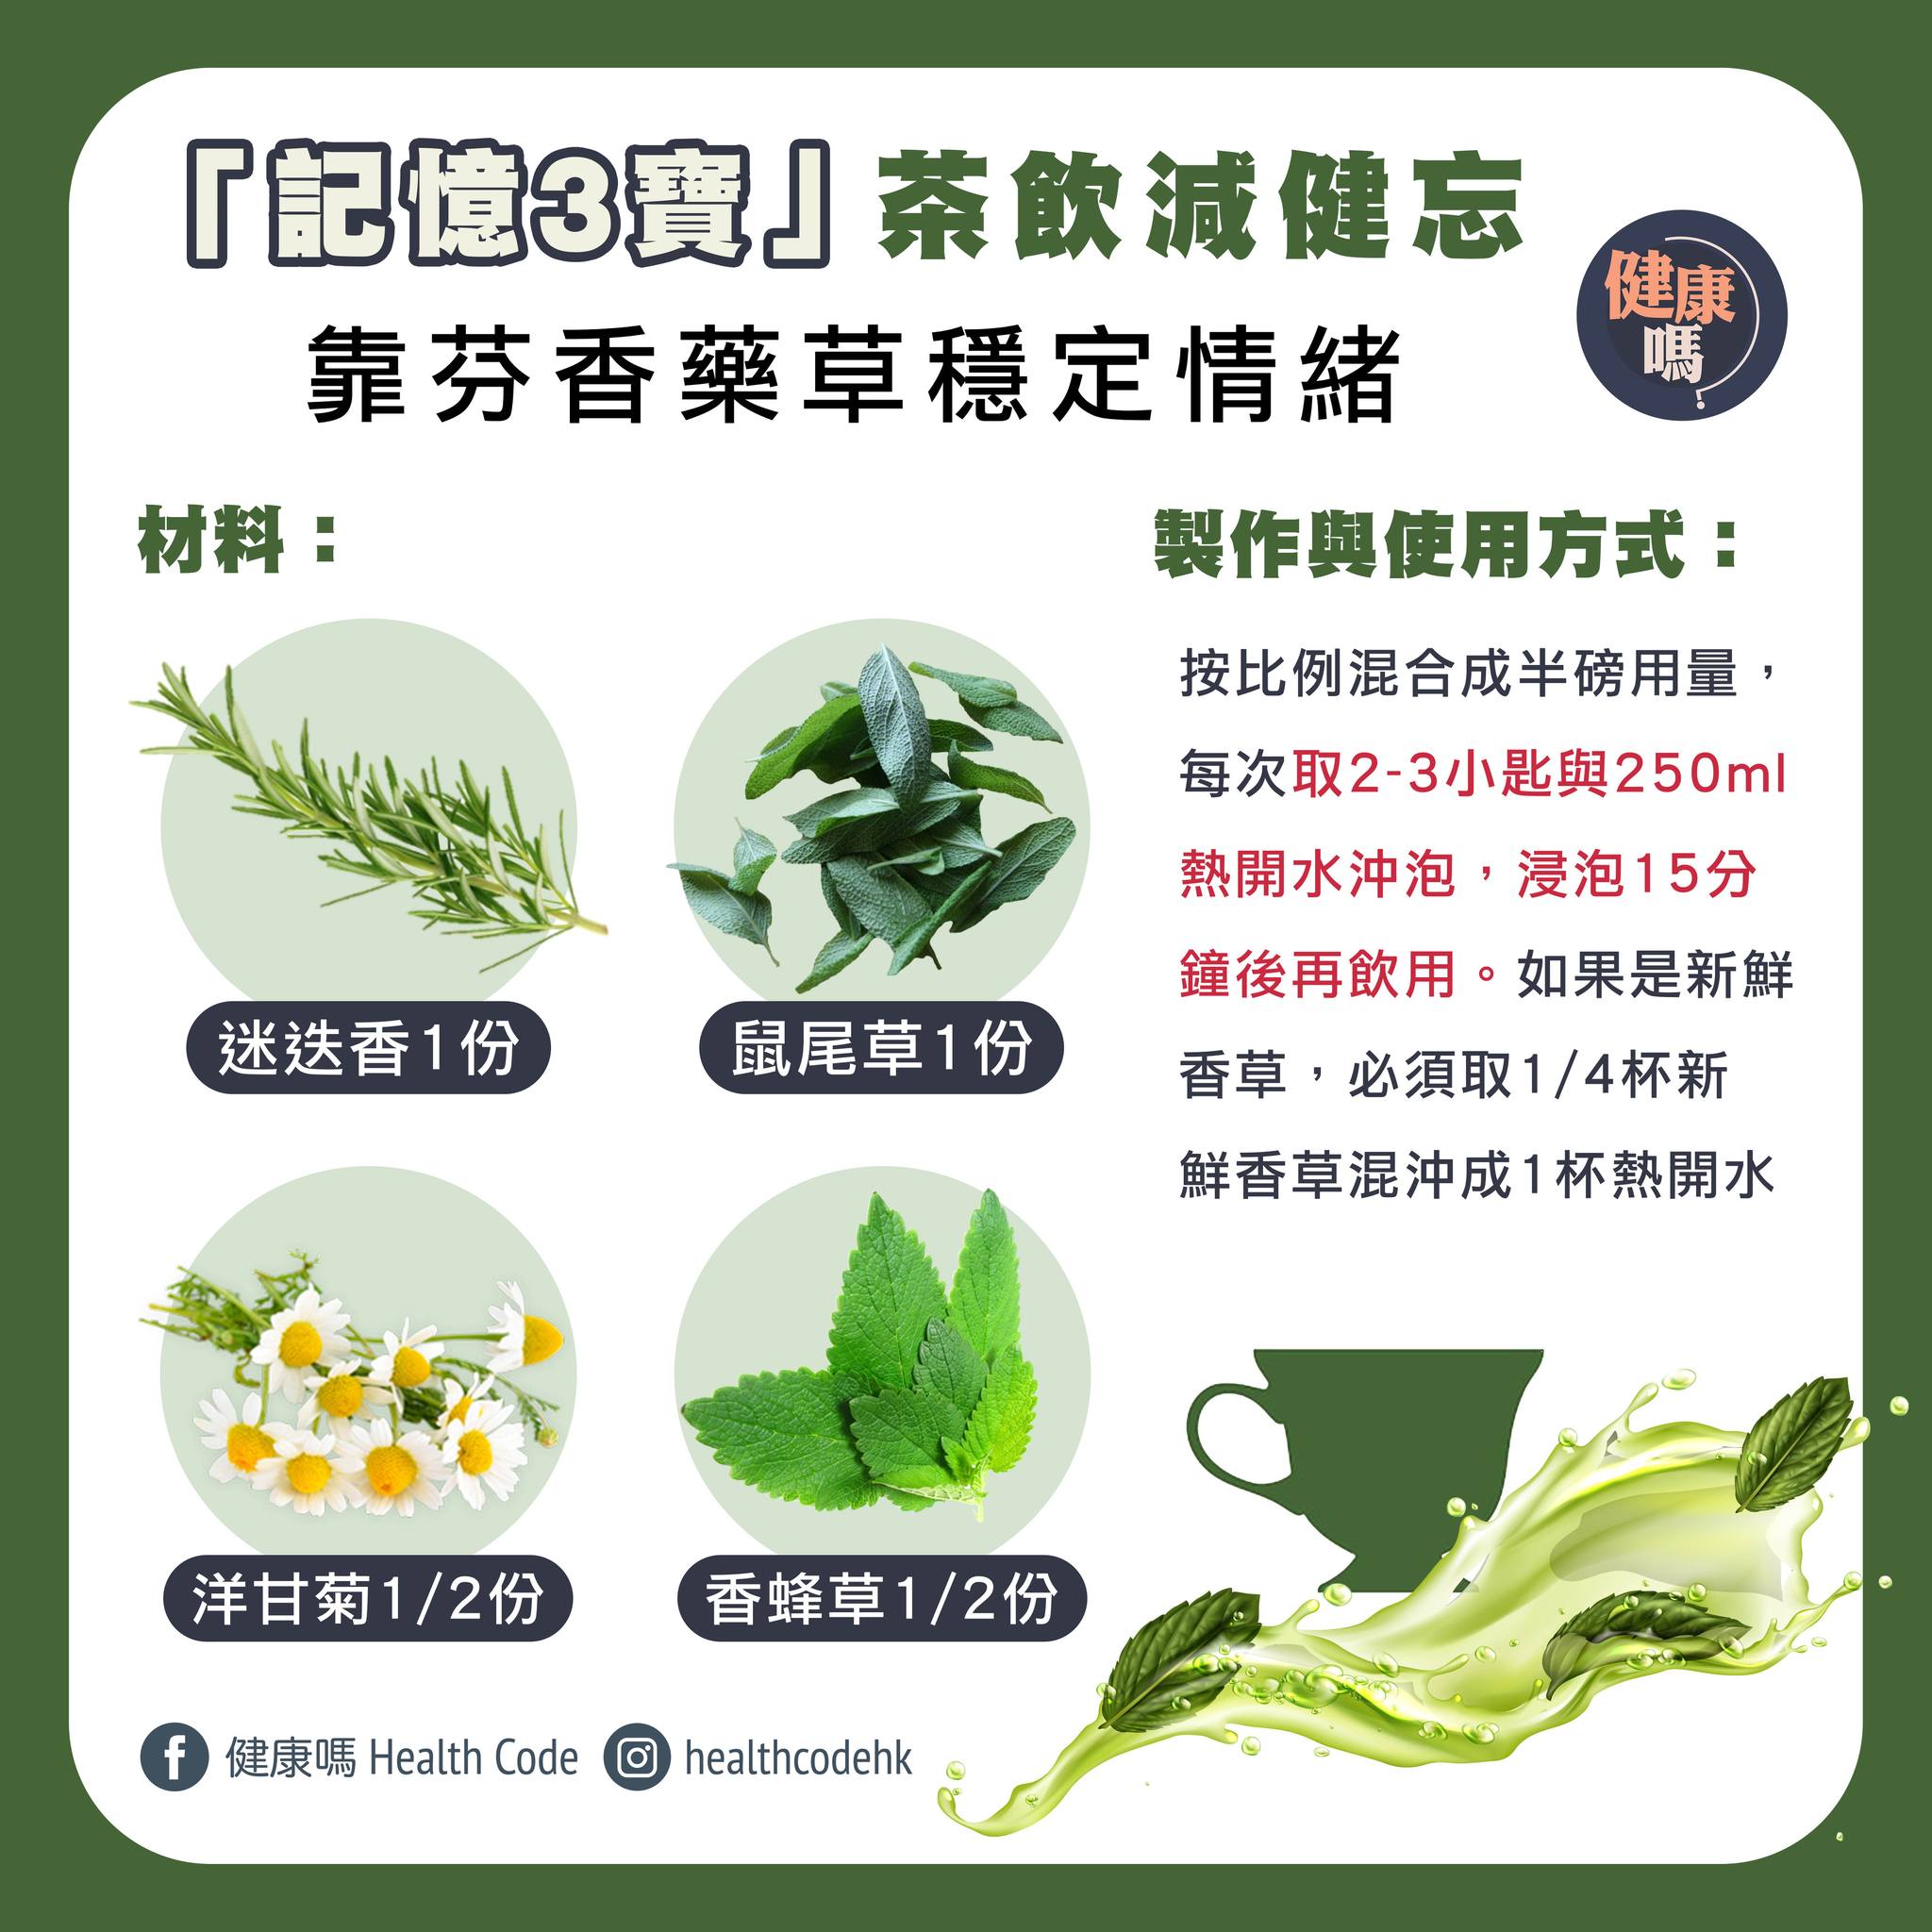 「記憶3寶」茶飲減健忘
靠芬香藥草穩定情緒
健康
嗎?
材料：
迷迭香1份
鼠尾草1份
洋甘菊1/2份
香蜂草1/2份
製作與使用方式：
按比例混合成半磅用量，
每次取2-3小匙與250ml
熱開水沖泡，浸泡15分
鐘後再飲用。如果是新鮮
香草，必須取1/4杯新
鮮香草混沖成1杯熱開水
健康嗎 Health Code
healthcodehk